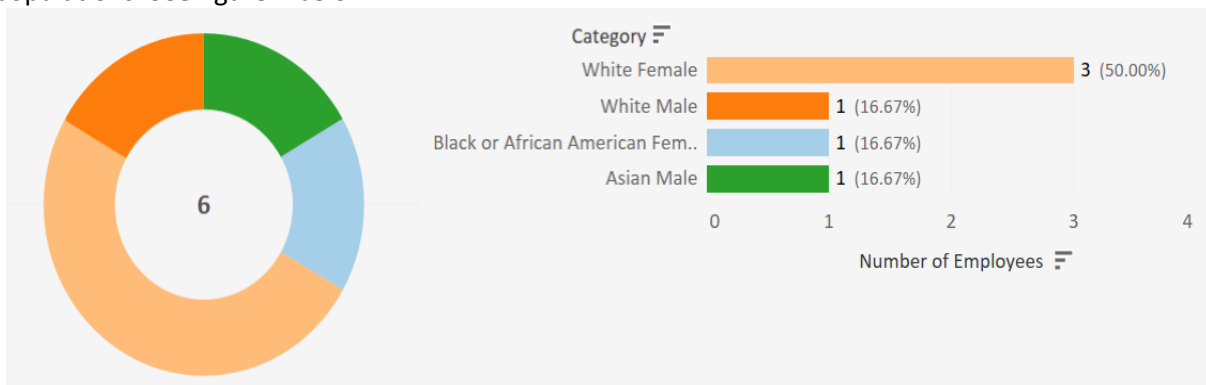 6
Category
White Female 3 (50.00%)
White Male 1 (16.67%)
Black or African American Fem.. 1 (16.67%)
Asian Male 1 (16.67%)
0 1 2 3 4
Number of Employees